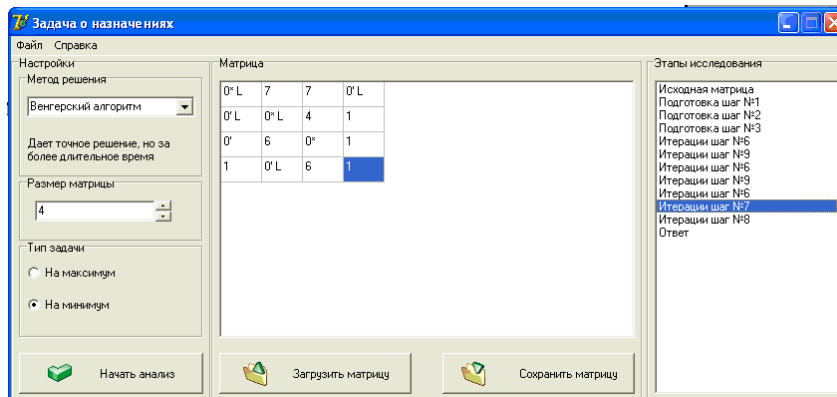 Задача о назначениях
Файл Справка
Настройки
Метод решения
Венгерский алгоритм
Дает точное решение, но за
более длительное время
Размер матрицы
4
Тип задачи
На максимум
На минимум
Начать анализ
Матрица
0* L 7 7 0' L
0' L 0* L 4 1
0' 6 0* 1
1 0' L 6 1
Загрузить матрицу
Сохранить матрицу
Этапы исследования
Исходная матрица
Подготовка шаг №1
Подготовка шаг №2
Подготовка шаг №3
Итерации шаг №6
Итерации шаг №9
Итерации шаг №6
Итерации шаг №9
Итерации шаг №6
Итерации шаг №7
Итерации шаг №8
Ответ